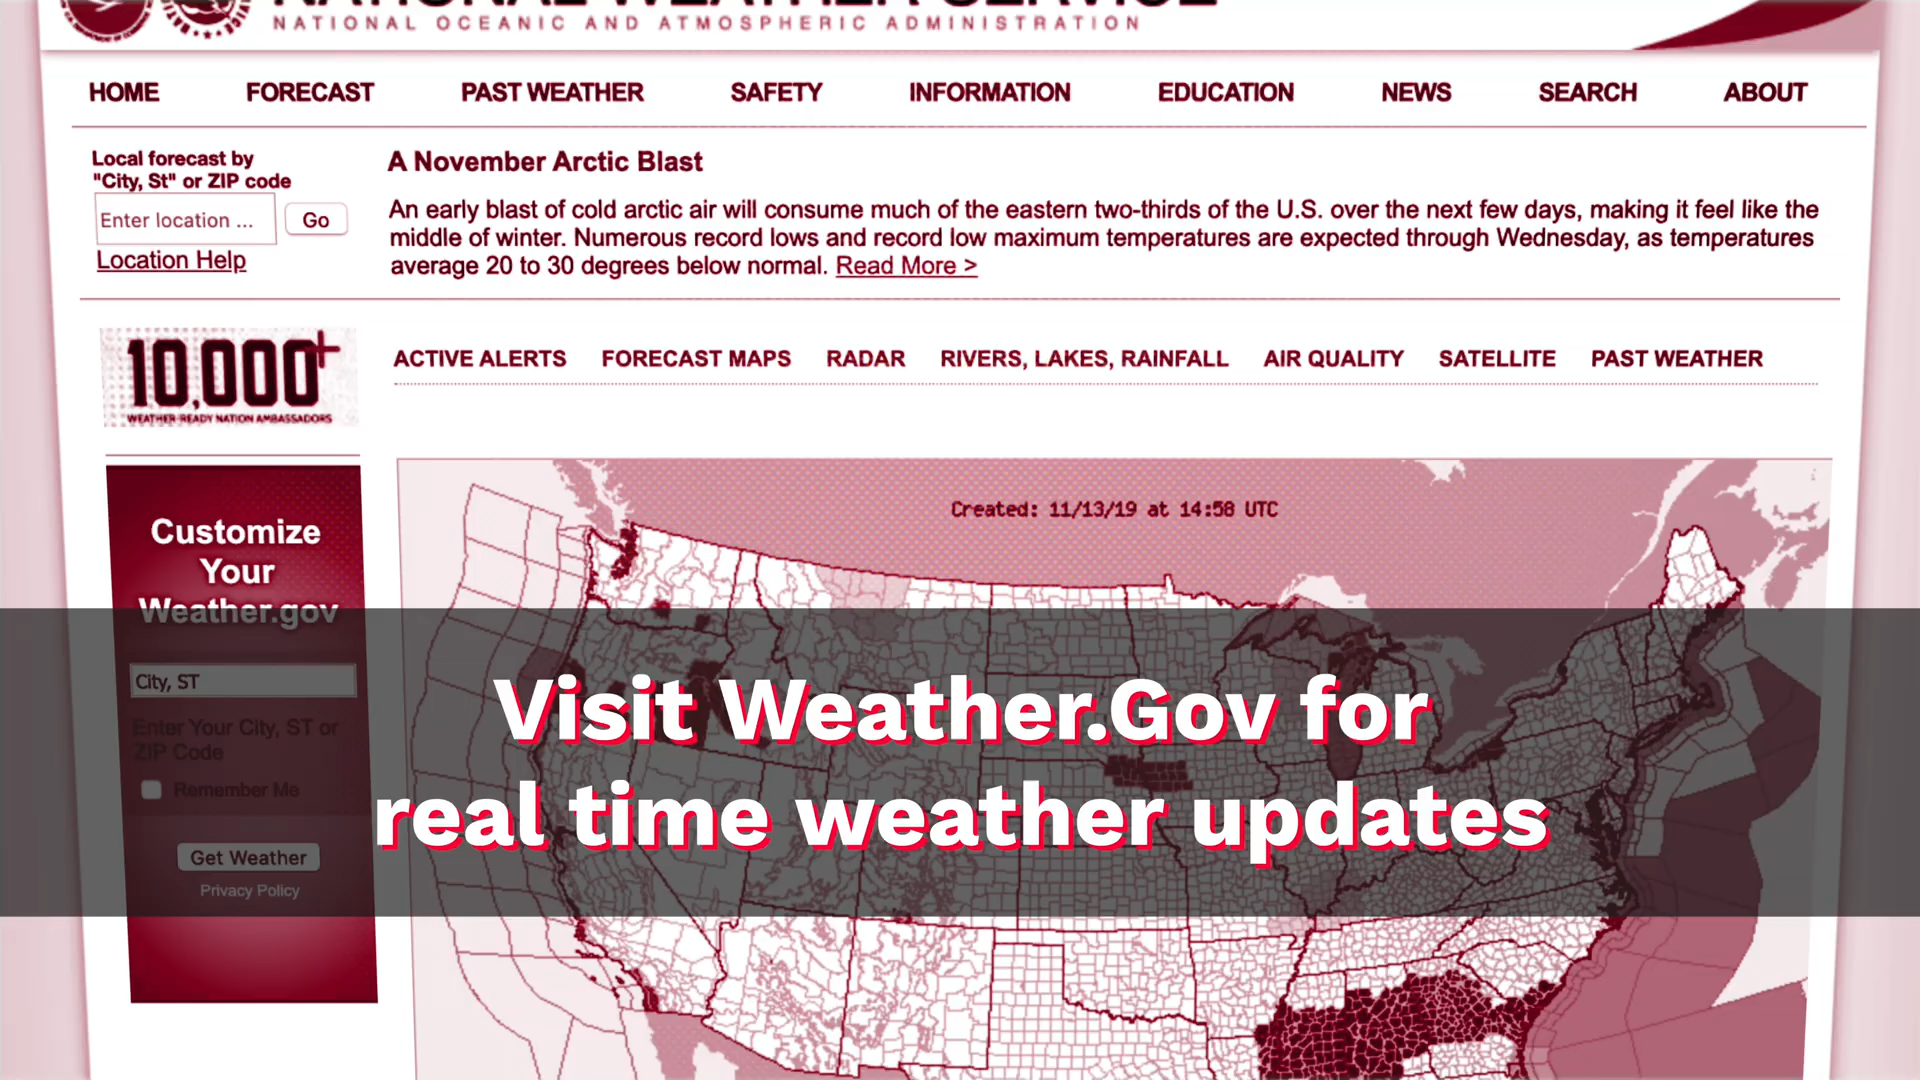 NATIONAL WEATHER SERVICE
NATIONAL OCEANIC AND ATMOSPHERIC ADMINISTRATION
HOME FORECAST PAST WEATHER SAFETY INFORMATION EDUCATION NEWS SEARCH ABOUT
Local forecast by
"City, St" or ZIP code
Enter location ...
Go
Location Help
A November Arctic Blast
An early blast of cold arctic air will consume much of the eastern two-thirds of the U.S. over the next few days, making it feel like the
middle of winter. Numerous record lows and record low maximum temperatures are expected through Wednesday, as temperatures
average 20 to 30 degrees below normal. Read More >
10,000+
WEATHER-READY NATION AMBASSADORS
ACTIVE ALERTS FORECAST MAPS RADAR RIVERS, LAKES, RAINFALL AIR QUALITY SATELLITE PAST WEATHER
Customize
Your
Weather.gov
City, ST
Enter Your City, ST or
ZIP Code
Remember Me
Get Weather
Privacy Policy
Created: 11/13/19 at 14:58 UTC
Visit Weather.Gov for
real time weather updates